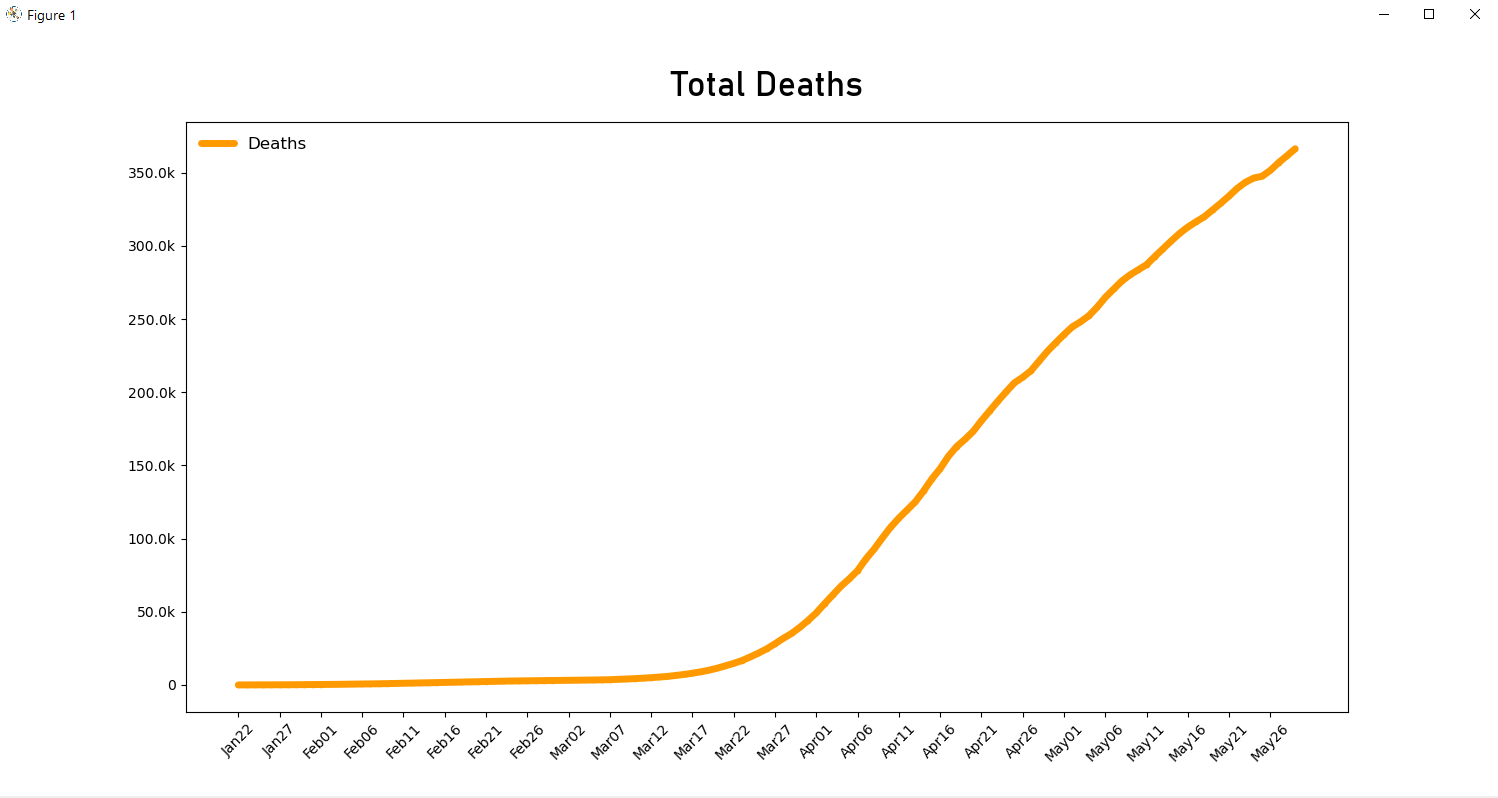 Figure 1
Total Deaths
Deaths
350.0k
300.0k
250.0k
200.0k
150.0k
100.0k
50.0k
0
Jan22 Jan27 Feb01 Feb06 Feb11 Feb16 Feb21 Feb26 Mar02 Mar07 Mar12 Mar17 Mar22 Mar27 Apr01 Apr06 Apr11 Apr16 Apr21 Apr26 May01 May06 May11 May16 May21 May26